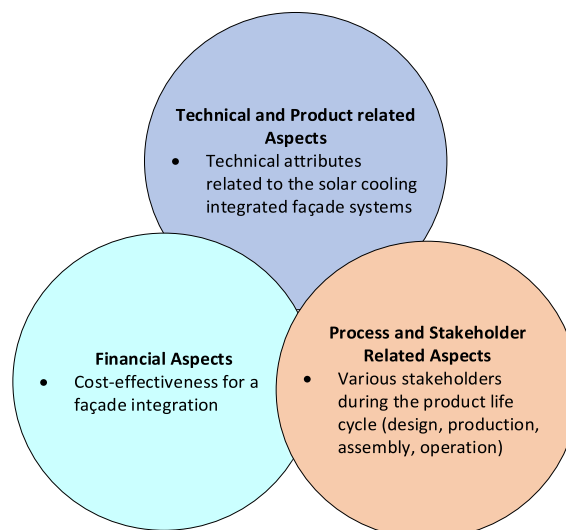 Technical and Product related
Aspects
• Technical attributes
related to the solar cooling
integrated façade systems
Financial Aspects
• Cost-effectiveness for a
façade integration
Process and Stakeholder
Related Aspects
• Various stakeholders
during the product life
cycle (design, production,
assembly, operation)